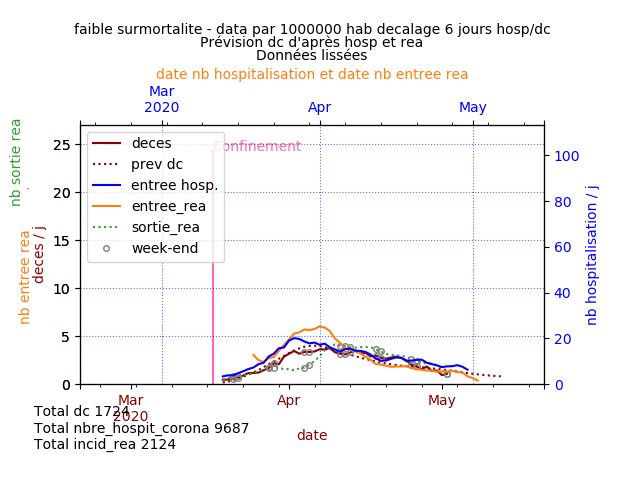 faible surmortalite - data par 1000000 hab decalage 6 jours hosp/dc
Prévision dc d'après hosp et rea
Données lissées
date nb hospitalisation et date nb entree rea
Mar
2020
Apr
May
Confinement
deces
prev dc
entree hosp.
entree_rea
sortie_rea
week-end
nb sortie rea
nb entree rea
deces / j
25
20
15
10
5
0
100
80
60
40
20
0
nb hospitalisation / j
Mar
2020
Apr
May
date
Total dc 1724
Total nbre_hospit_corona 9687
Total incid_rea 2124